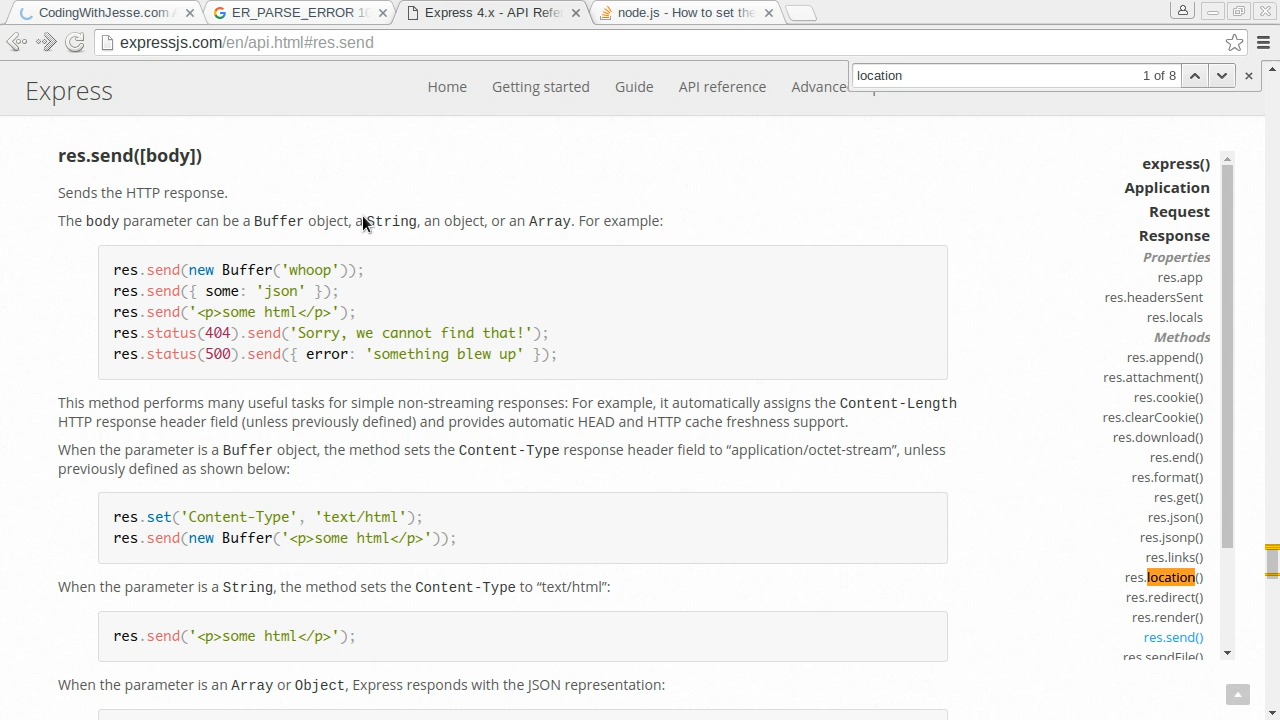 CodingWithJesse.com A
ER_PARSE_ERROR 10
Express 4.x - API Refe
node.js - How to set the
expressjs.com/en/api.html#res.send
location
1 of 8
Express
Home
Getting started
Guide
API reference
Advanced
res.send([body])
Sends the HTTP response.
The body parameter can be a Buffer object, a String, an object, or an Array. For example:
res.send(new Buffer('whoop'));
res.send({ some: 'json' });
res.send('<p>some html</p>');
res.status(404).send('Sorry, we cannot find that!');
res.status(500).send({ error: 'something blew up' });
This method performs many useful tasks for simple non-streaming responses: For example, it automatically assigns the Content-Length
HTTP response header field (unless previously defined) and provides automatic HEAD and HTTP cache freshness support.
When the parameter is a Buffer object, the method sets the Content-Type response header field to “application/octet-stream”, unless
previously defined as shown below:
res.set('Content-Type', 'text/html');
res.send(new Buffer('<p>some html</p>'));
When the parameter is a String, the method sets the Content-Type to “text/html”:
res.send('<p>some html</p>');
When the parameter is an Array or Object, Express responds with the JSON representation:
express()
Application
Request
Response
Properties
res.app
res.headersSent
res.locals
Methods
res.append()
res.attachment()
res.cookie()
res.clearCookie()
res.download()
res.end()
res.format()
res.get()
res.json()
res.jsonp()
res.links()
res.location()
res.redirect()
res.render()
res.send()
res.sendFile()